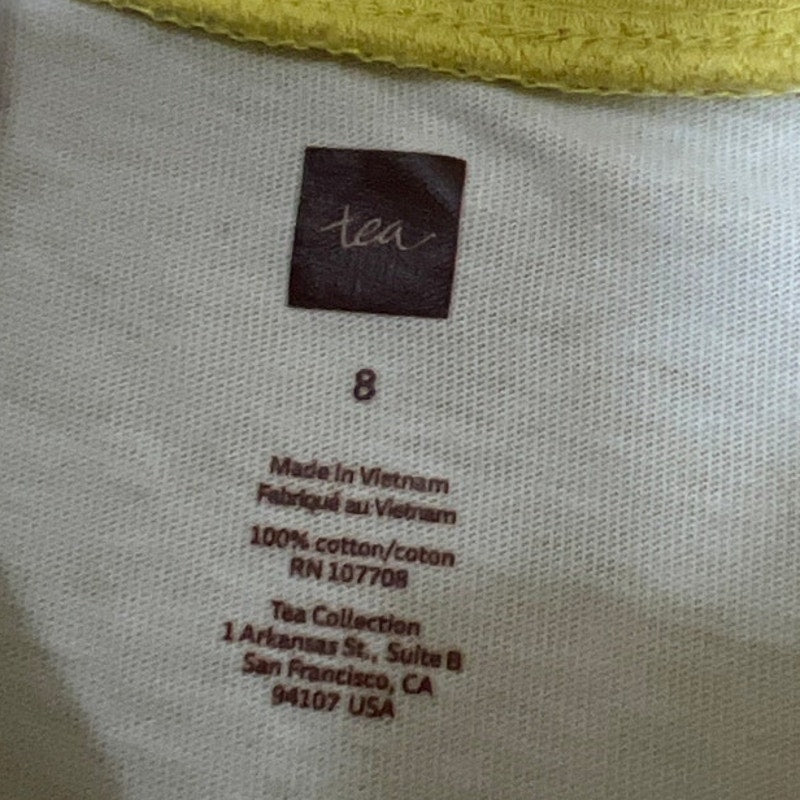 tea
8
Made in Vietnam
Fabriqué au Vietnam
100% cotton/coton
RN 107708
Tea Collection
1 Arkansas St., Suite B
San Francisco, CA
94107 USA